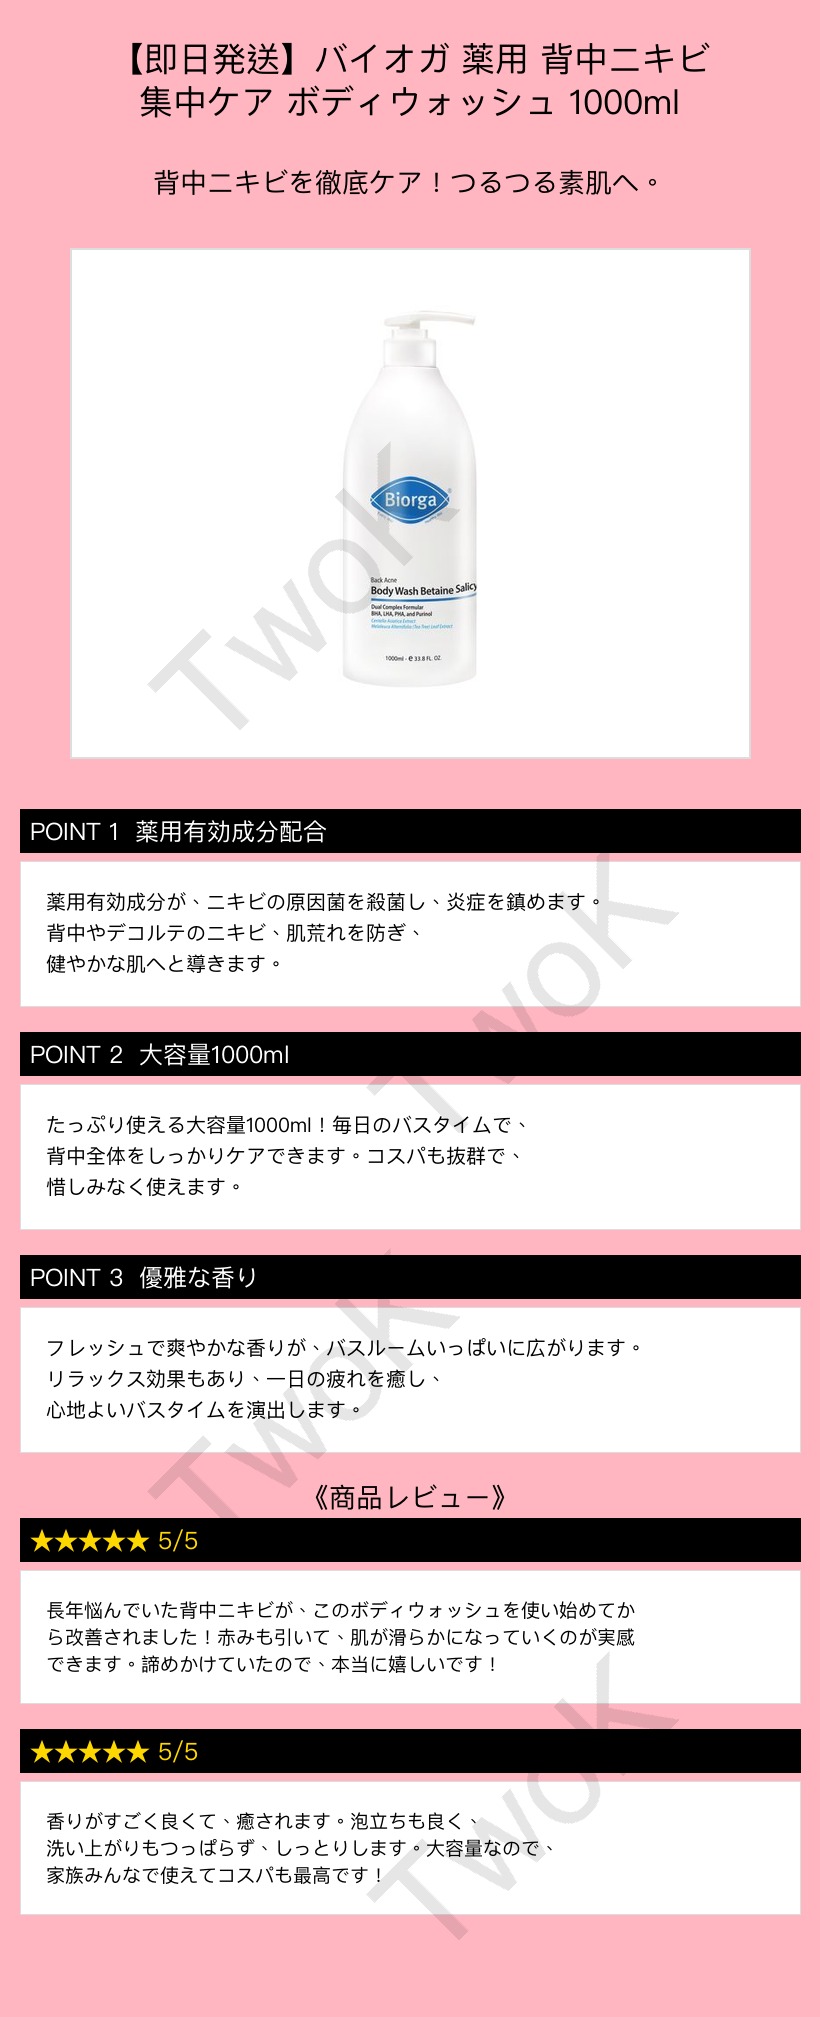 【即日発送】バイオガ 薬用 背中ニキビ
集中ケア ボディウォッシュ 1000ml
背中ニキビを徹底ケア！つるつる素肌へ。
Biorga
Back Acne
Body Wash Betaine Salicy
Dual Complex Formular
BHA, LHA, PHA, and Purinol
Centella Asiatica Extract
Melaleuca Alternifolia (Tea Tree) Leaf Extract
1000ml - e 33.8 FL. OZ.
TwoK
POINT 1 薬用有効成分配合
薬用有効成分が、ニキビの原因菌を殺菌し、炎症を鎮めます。
背中やデコルテのニキビ、肌荒れを防ぎ、
健やかな肌へと導きます。
TwoK
POINT 2 大容量1000ml
たっぷり使える大容量1000ml！毎日のバスタイムで、
背中全体をしっかりケアできます。コスパも抜群で、
惜しみなく使えます。
POINT 3 優雅な香り
フレッシュで爽やかな香りが、バスルームいっぱいに広がります。
リラックス効果もあり、一日の疲れを癒し、
心地よいバスタイムを演出します。
TwoK
《商品レビュー》
★★★★★ 5/5
長年悩んでいた背中ニキビが、このボディウォッシュを使い始めてか
ら改善されました！赤みも引いて、肌が滑らかになっていくのが実感
できます。諦めかけていたので、本当に嬉しいです！
★★★★★ 5/5
香りがすごく良くて、癒されます。泡立ちも良く、
洗い上がりもつっぱらず、しっとりします。大容量なので、
家族みんなで使えてコスパも最高です！
TwoK